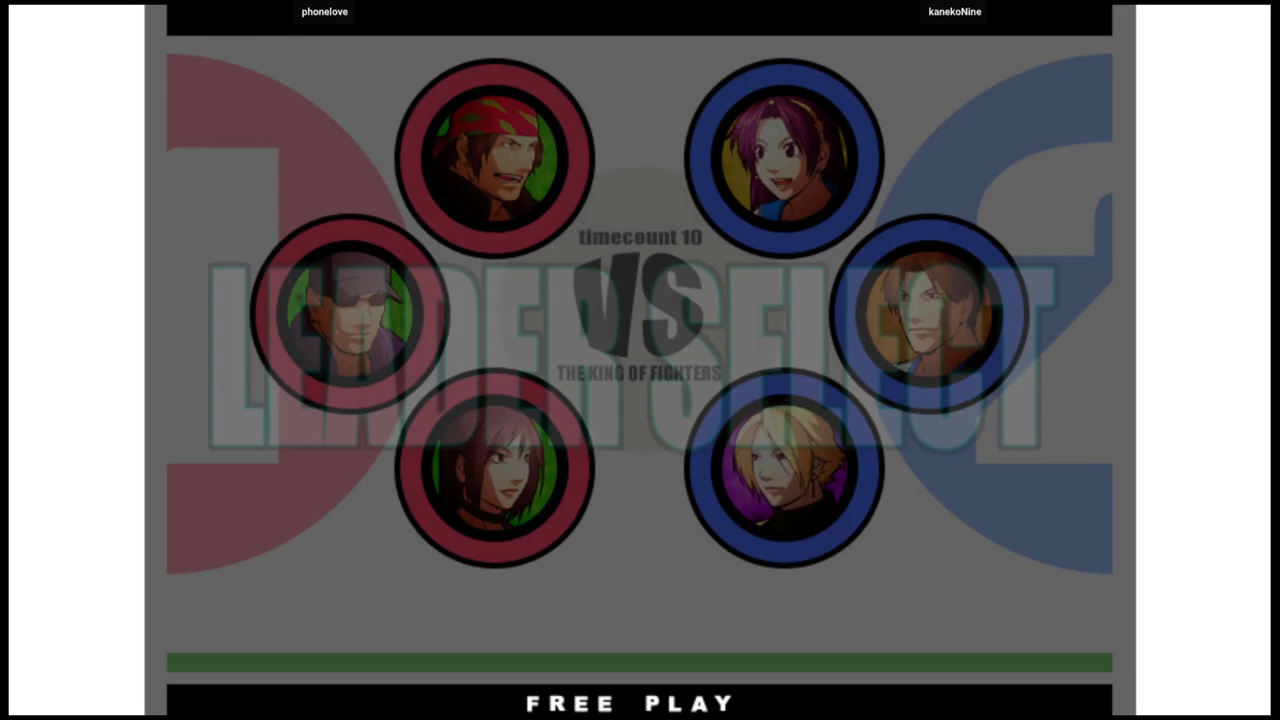 phonelove
kanekoNine
timecount 10
VS
LEADER SELECT
THE KING OF FIGHTERS
FREE PLAY